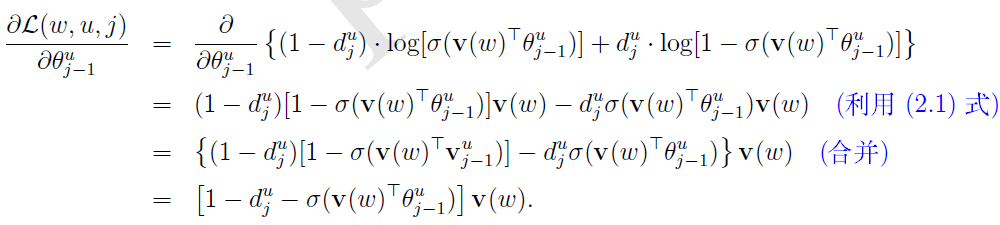 ∂ℒ(w, u, j)/∂θ^u_{j−1} = ∂/∂θ^u_{j−1} {(1 − d^u_j) · log[σ(v(w)^⊤θ^u_{j−1})] + d^u_j · log[1 − σ(v(w)^⊤θ^u_{j−1})]}
= (1 − d^u_j)[1 − σ(v(w)^⊤θ^u_{j−1})]v(w) − d^u_jσ(v(w)^⊤θ^u_{j−1})v(w) (利用 (2.1) 式)
= {(1 − d^u_j)[1 − σ(v(w)^⊤v^u_{j−1})] − d^u_jσ(v(w)^⊤θ^u_{j−1})} v(w) (合并)
= [1 − d^u_j − σ(v(w)^⊤θ^u_{j−1})] v(w).